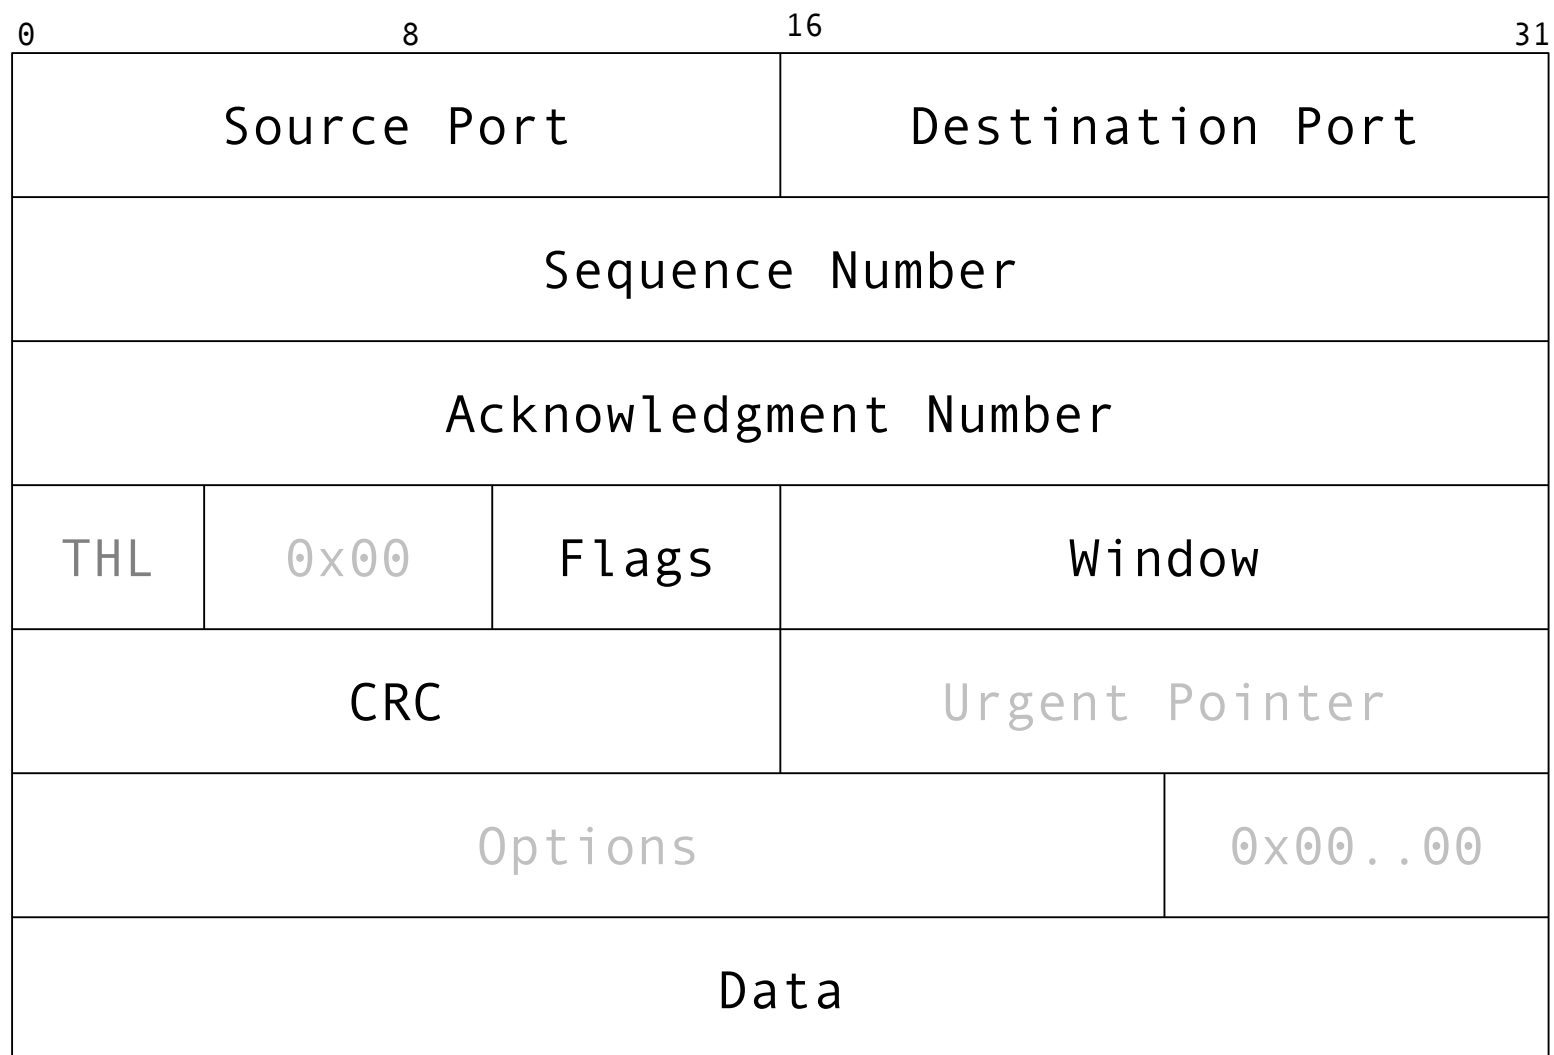 0 8 16 31
Source Port Destination Port
Sequence Number
Acknowledgment Number
THL 0x00 Flags Window
CRC Urgent Pointer
Options 0x00..00
Data